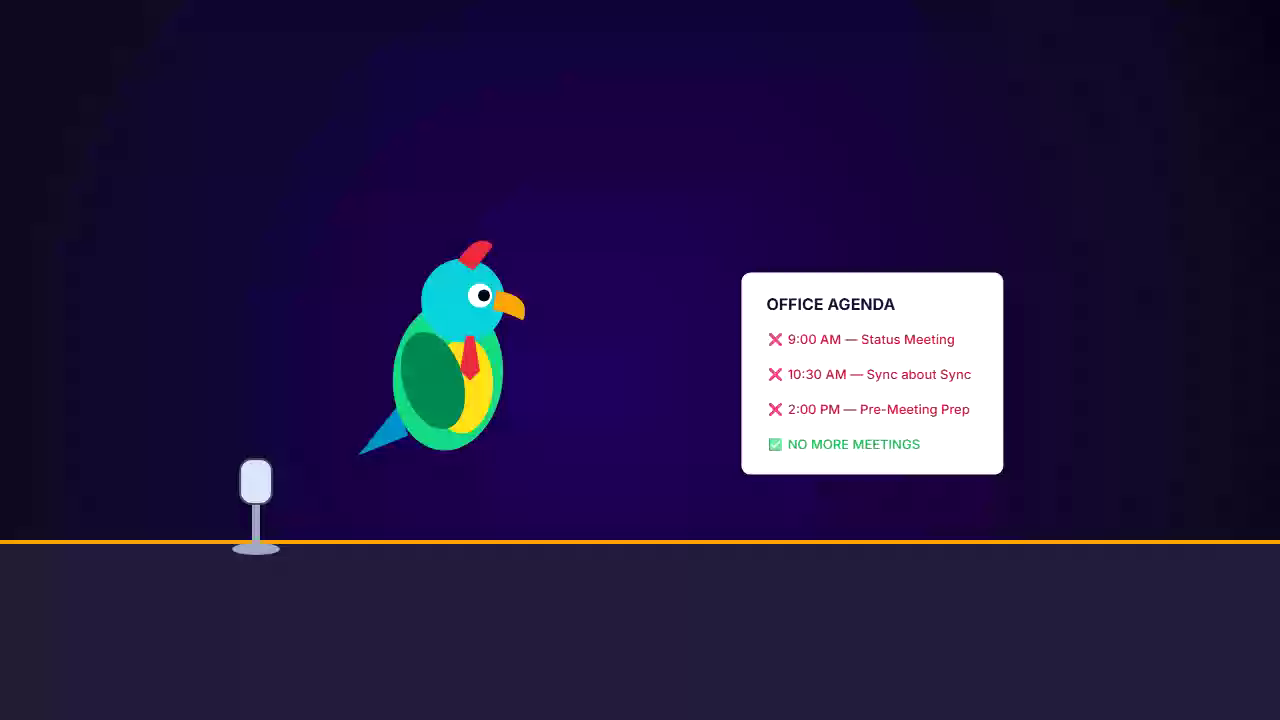 OFFICE AGENDA
❌ 9:00 AM — Status Meeting
❌ 10:30 AM — Sync about Sync
❌ 2:00 PM — Pre-Meeting Prep
✅ NO MORE MEETINGS